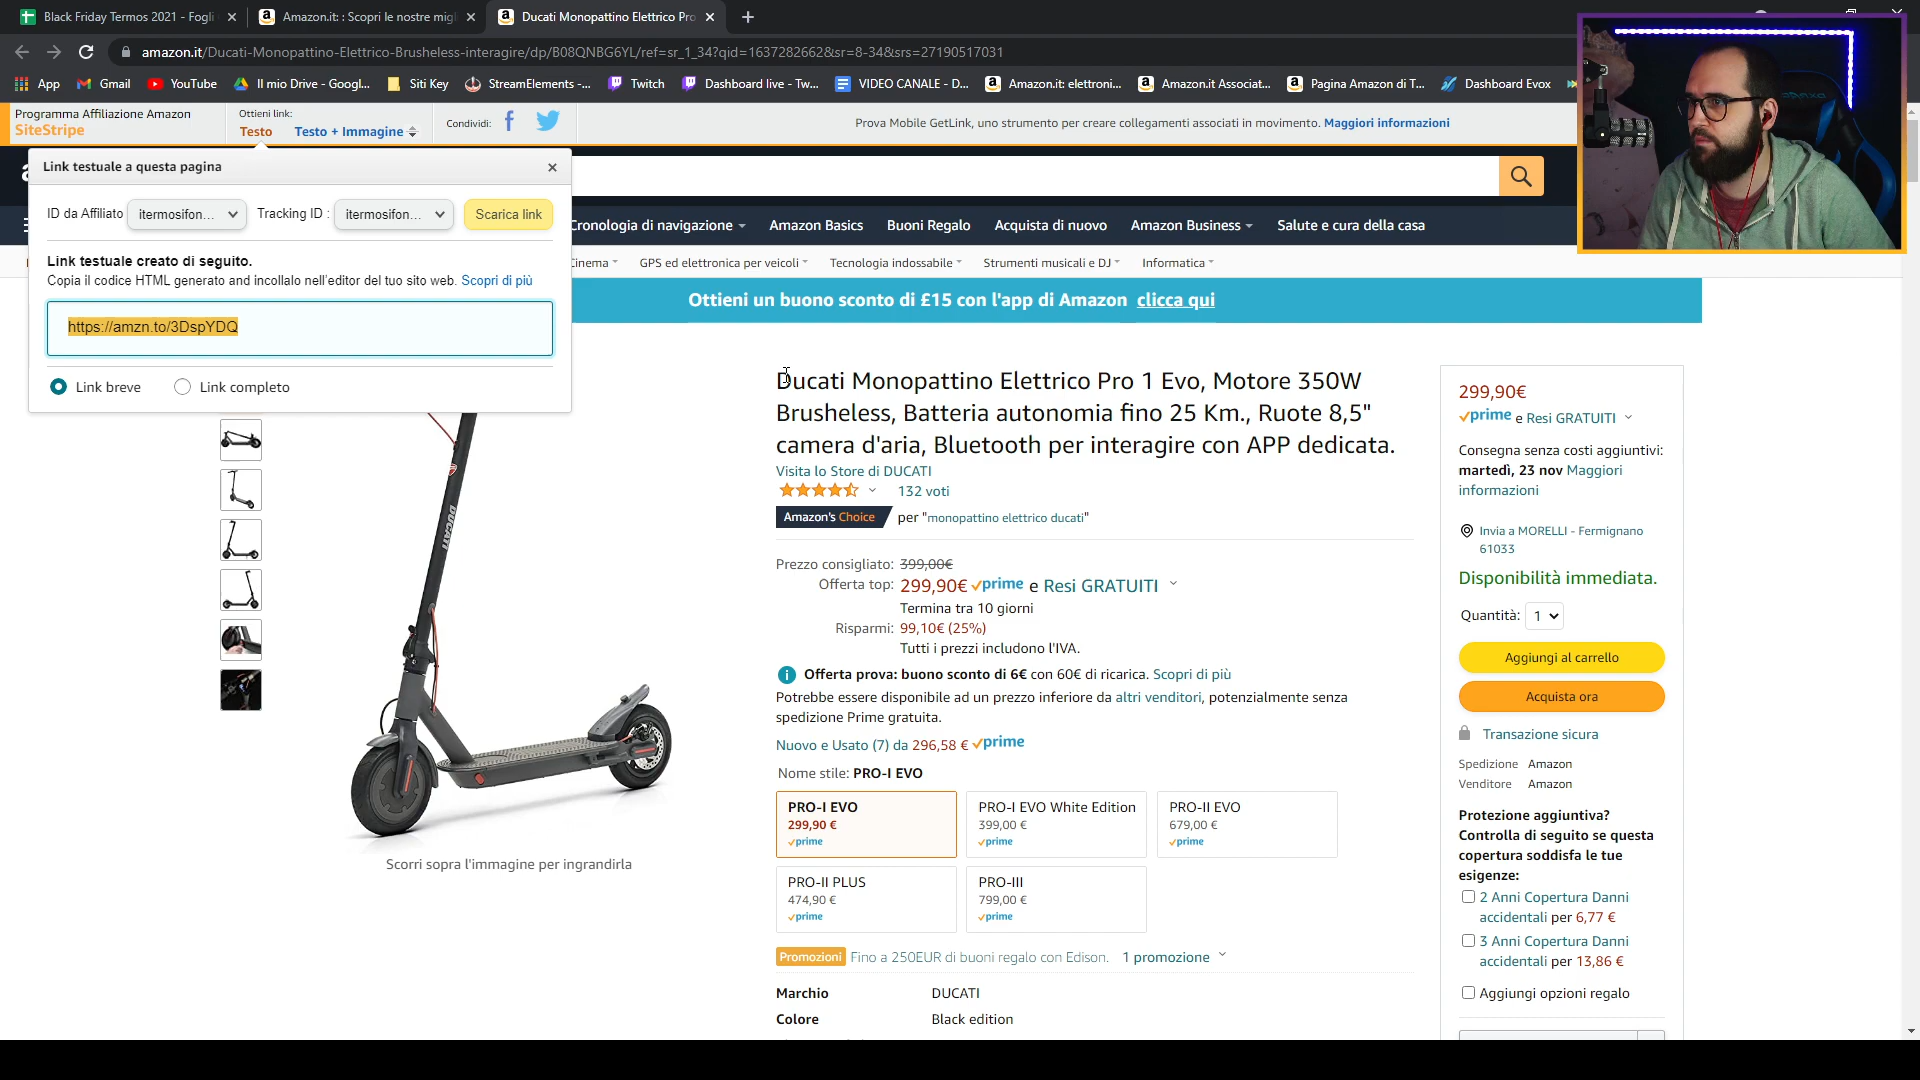 Black Friday Termos 2021 - Fogli
Amazon.it: : Scopri le nostre migl
Ducati Monopattino Elettrico Pro
amazon.it/Ducati-Monopattino-Elettrico-Brusheless-interagire/dp/B08QNBG6YL/ref=sr_1_34?qid=1637282662&sr=8-34&srs=27190517031
App
Gmail
YouTube
Il mio Drive - Googl...
Siti Key
StreamElements -...
Twitch
Dashboard live - Tw...
VIDEO CANALE - D...
Amazon.it: elettroni...
Amazon.it Associat...
Pagina Amazon di T...
Dashboard Evox
Programma Affiliazione Amazon
SiteStripe
Ottieni link:
Testo
Testo + Immagine
Condividi:
Prova Mobile GetLink, uno strumento per creare collegamenti associati in movimento. Maggiori informazioni
Link testuale a questa pagina
ID da Affiliato
itermosifon...
Tracking ID :
itermosifon...
Scarica link
Link testuale creato di seguito.
Copia il codice HTML generato and incollalo nell'editor del tuo sito web. Scopri di più
https://amzn.to/3DspYDQ
Link breve
Link completo
Cronologia di navigazione
Amazon Basics
Buoni Regalo
Acquista di nuovo
Amazon Business
Salute e cura della casa
Cinema
GPS ed elettronica per veicoli
Tecnologia indossabile
Strumenti musicali e DJ
Informatica
Ottieni un buono sconto di £15 con l'app di Amazon clicca qui
DUCATI
Scorri sopra l'immagine per ingrandirla
Ducati Monopattino Elettrico Pro 1 Evo, Motore 350W
Brusheless, Batteria autonomia fino 25 Km., Ruote 8,5"
camera d'aria, Bluetooth per interagire con APP dedicata.
Visita lo Store di DUCATI
132 voti
Amazon's Choice per "monopattino elettrico ducati"
Prezzo consigliato: 399,00€
Offerta top: 299,90€ prime e Resi GRATUITI
Termina tra 10 giorni
Risparmi: 99,10€ (25%)
Tutti i prezzi includono l'IVA.
Offerta prova: buono sconto di 6€ con 60€ di ricarica. Scopri di più
Potrebbe essere disponibile ad un prezzo inferiore da altri venditori, potenzialmente senza
spedizione Prime gratuita.
Nuovo e Usato (7) da 296,58 € prime
Nome stile: PRO-I EVO
PRO-I EVO
299,90 €
prime
PRO-I EVO White Edition
399,00 €
prime
PRO-II EVO
679,00 €
prime
PRO-II PLUS
474,90 €
prime
PRO-III
799,00 €
prime
Promozioni Fino a 250EUR di buoni regalo con Edison. 1 promozione
Marchio DUCATI
Colore Black edition
299,90€
prime e Resi GRATUITI
Consegna senza costi aggiuntivi:
martedì, 23 nov Maggiori
informazioni
Invia a MORELLI - Fermignano
61033
Disponibilità immediata.
Quantità: 1
Aggiungi al carrello
Acquista ora
Transazione sicura
Spedizione Amazon
Venditore Amazon
Protezione aggiuntiva?
Controlla di seguito se questa
copertura soddisfa le tue
esigenze:
2 Anni Copertura Danni
accidentali per 6,77 €
3 Anni Copertura Danni
accidentali per 13,86 €
Aggiungi opzioni regalo